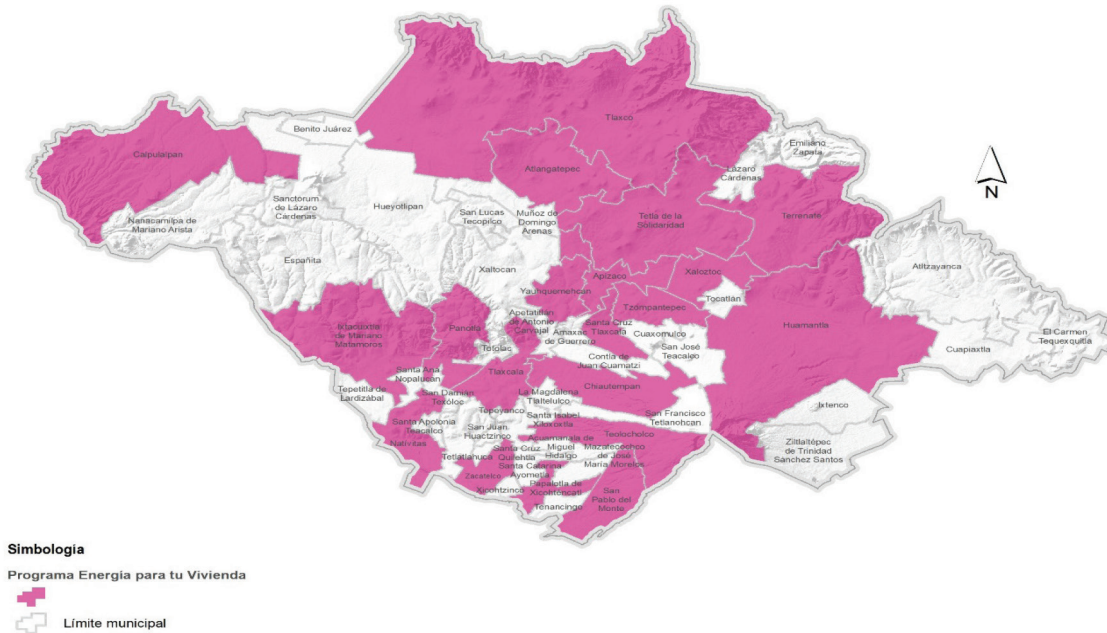 Benito Juárez
Tlaxco
Calpulalpan
Emiliano
Zapata
Atlangatepec
Lázaro
Cárdenas
N
Sanctorum
de Lázaro
Cárdenas
Hueyotlipan
Nanacamilpa de
Mariano Arista
San Lucas
Tecopilco
Muñoz de
Domingo
Arenas
Tetla de la
Solidaridad
Terrenate
Españita
Atltzayanca
Xaltocan
Apizaco
Xaloztoc
Yauhquemehcan
Tocatlán
Tzompantepec
Ixtacuixtla
de Mariano
Matamoros
Panotla
Apetatitlán
de Antonio
Carvajal
Amaxac
de Guerrero
Santa Cruz
Tlaxcala
Cuaxomulco
San José
Teacalco
Huamantla
El Carmen
Tequexquitla
Cuapiaxtla
Totolac
Contla de
Juan Cuamatzi
Santa Ana
Nopalucan
Tlaxcala
Chiautempan
Tepetitla de
Lardizábal
San Damián
Texóloc
La Magdalena
Tlaltelulco
Ixtenco
Tepeyanco
Santa Isabel
Xiloxoxtla
San Francisco
Tetlanohcan
Santa Apolonia
Teacalco
San Juan
Huactzinco
Teolocholco
Nativitas
Acuamanala de
Miguel
Hidalgo
Mazatecochco
de José
María Morelos
Ziltlaltépec
de Trinidad
Sánchez Santos
Tetlatlahuca
Santa Cruz
Quilehtla
Santa Catarina
Ayometla
Zacatelco
Papalotla de
Xicohténcatl
San
Pablo del
Monte
Xicohtzinco
Tenancingo
Simbología
Programa Energia para tu Vivienda
Límite municipal